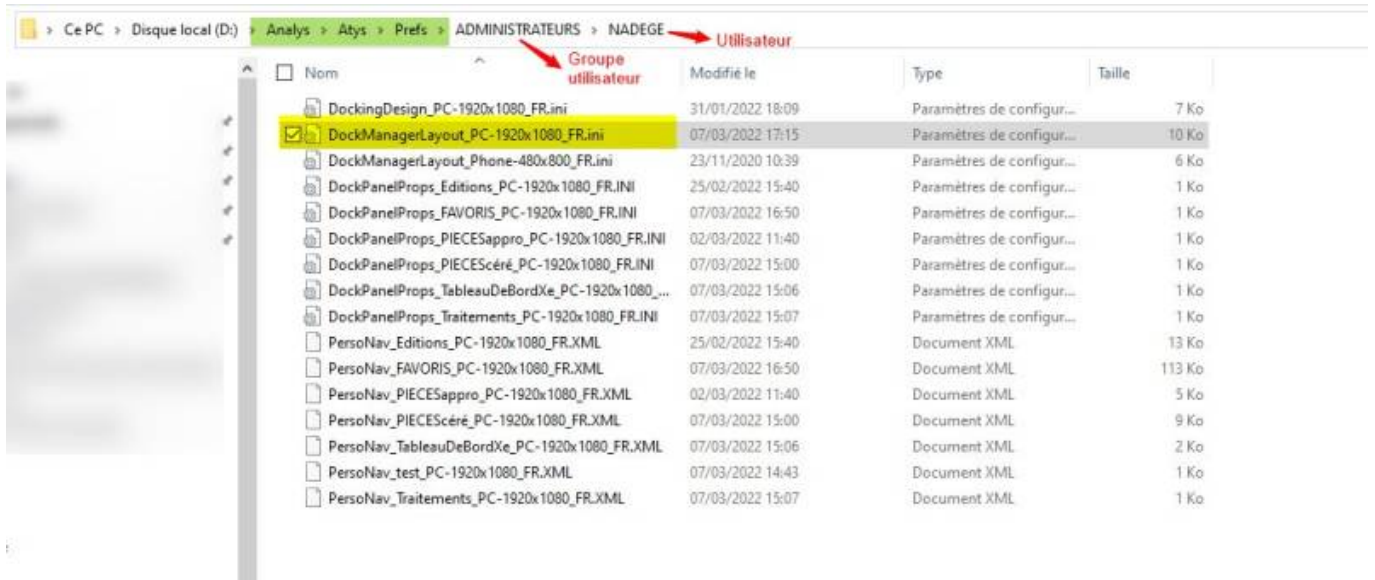 Ce PC > Disque local (D:) > Analys > Atys > Prefs > ADMINISTRATEURS > NADEGE
Utilisateur
Groupe
utilisateur
Nom Modifié le Type Taille
DockingDesign_PC-1920x1080_FR.ini 31/01/2022 18:09 Paramètres de configur... 7 Ko
DockManagerLayout_PC-1920x1080_FR.ini 07/03/2022 17:15 Paramètres de configur... 10 Ko
DockManagerLayout_Phone-480x800_FR.ini 23/11/2020 10:39 Paramètres de configur... 6 Ko
DockPanelProps_Editions_PC-1920x1080_FR.INI 25/02/2022 15:40 Paramètres de configur... 1 Ko
DockPanelProps_FAVORIS_PC-1920x1080_FR.INI 07/03/2022 16:50 Paramètres de configur... 1 Ko
DockPanelProps_PIECESappro_PC-1920x1080_FR.INI 02/03/2022 11:40 Paramètres de configur... 1 Ko
DockPanelProps_PIECEScéré_PC-1920x1080_FR.INI 07/03/2022 15:00 Paramètres de configur... 1 Ko
DockPanelProps_TableauDeBordXe_PC-1920x1080_... 07/03/2022 15:06 Paramètres de configur... 1 Ko
DockPanelProps_Traitements_PC-1920x1080_FR.INI 07/03/2022 15:07 Paramètres de configur... 1 Ko
PersoNav_Editions_PC-1920x1080_FR.XML 25/02/2022 15:40 Document XML 13 Ko
PersoNav_FAVORIS_PC-1920x1080_FR.XML 07/03/2022 16:50 Document XML 113 Ko
PersoNav_PIECESappro_PC-1920x1080_FR.XML 02/03/2022 11:40 Document XML 5 Ko
PersoNav_PIECEScéré_PC-1920x1080_FR.XML 07/03/2022 15:00 Document XML 9 Ko
PersoNav_TableauDeBordXe_PC-1920x1080_FR.XML 07/03/2022 15:06 Document XML 2 Ko
PersoNav_test_PC-1920x1080_FR.XML 07/03/2022 14:43 Document XML 1 Ko
PersoNav_Traitements_PC-1920x1080_FR.XML 07/03/2022 15:07 Document XML 1 Ko